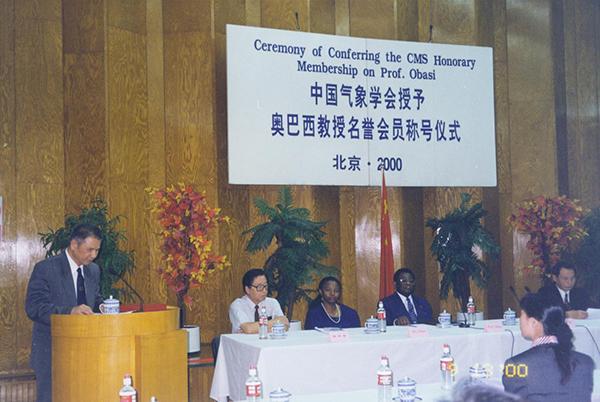 Ceremony of Conferring the CMS Honorary
Membership on Prof. Obasi
中国气象学会授予
奥巴西教授名誉会员称号仪式
北京·2000